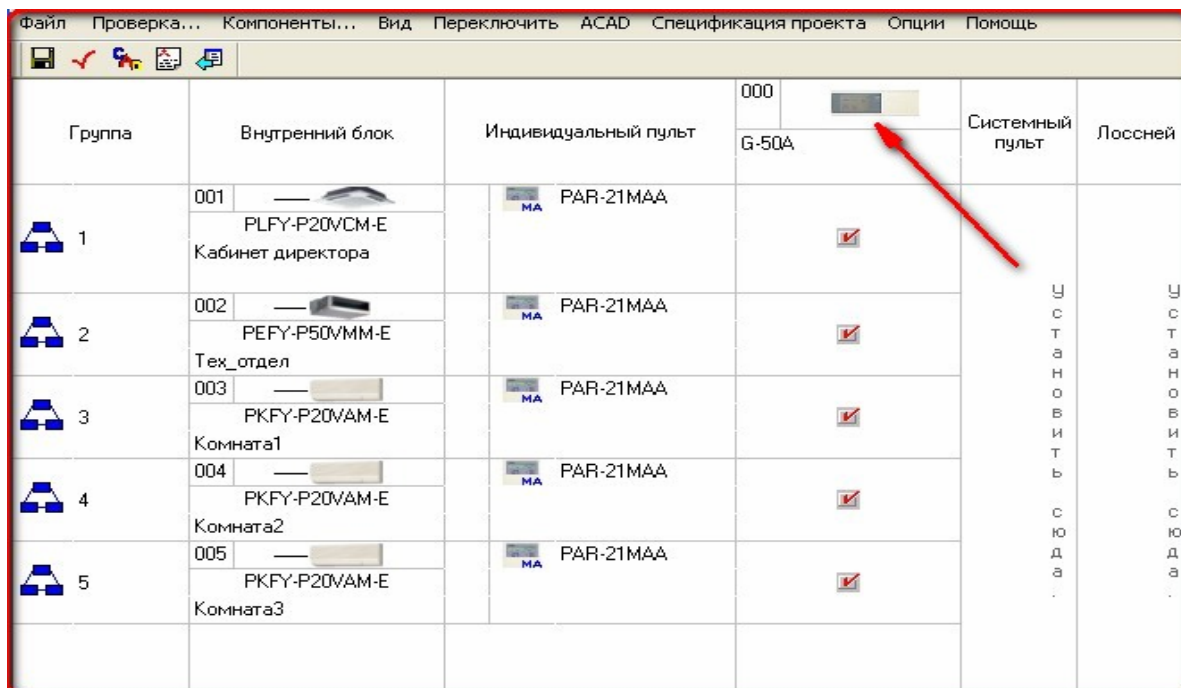 Файл Проверка... Компоненты... Вид Переключить ACAD Спецификация проекта Опции Помощь
Группа Внутренний блок Индивидуальный пульт 000 G-50A Системный пульт Лоссней
001 PAR-21MAA
MA
PLFY-P20VCM-E
1
Кабинет директора
002 PAR-21MAA
MA
PEFY-P50VMM-E
2
Тех_отдел
003 PAR-21MAA
MA
PKFY-P20VAM-E
3
Комната1
004 PAR-21MAA
MA
PKFY-P20VAM-E
4
Комната2
005 PAR-21MAA
MA
PKFY-P20VAM-E
5
Комната3
Установить сюда.
Установить сюда.